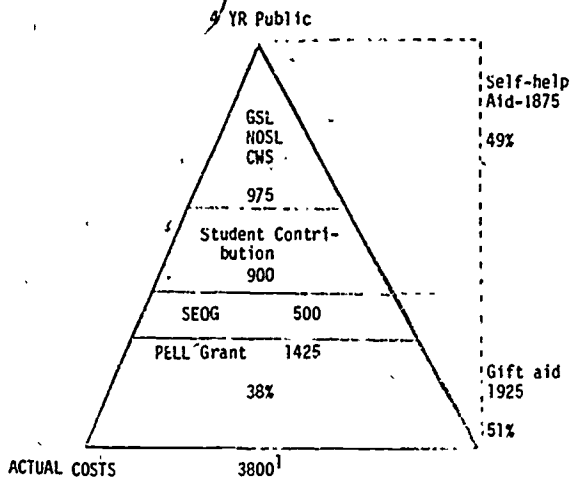 4 YR Public
GSL
NDSL
CWS
975
Student Contri-
bution
900
SEOG 500
PELL Grant 1425
38%
Self-help
Aid-1875
49%
Gift aid
1925
51%
ACTUAL COSTS 3800¹